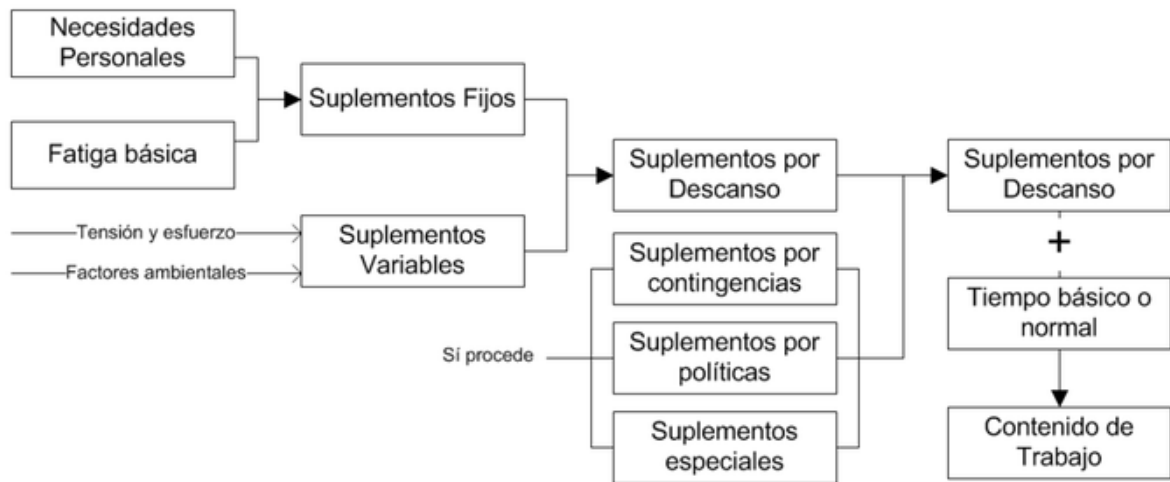 Necesidades
Personales
Fatiga básica
Suplementos Fijos
Tensión y esfuerzo
Factores ambientales
Suplementos
Variables
Suplementos por
Descanso
Suplementos por
contingencias
Sí procede
Suplementos por
políticas
Suplementos
especiales
Suplementos por
Descanso
+
Tiempo básico o
normal
Contenido de
Trabajo